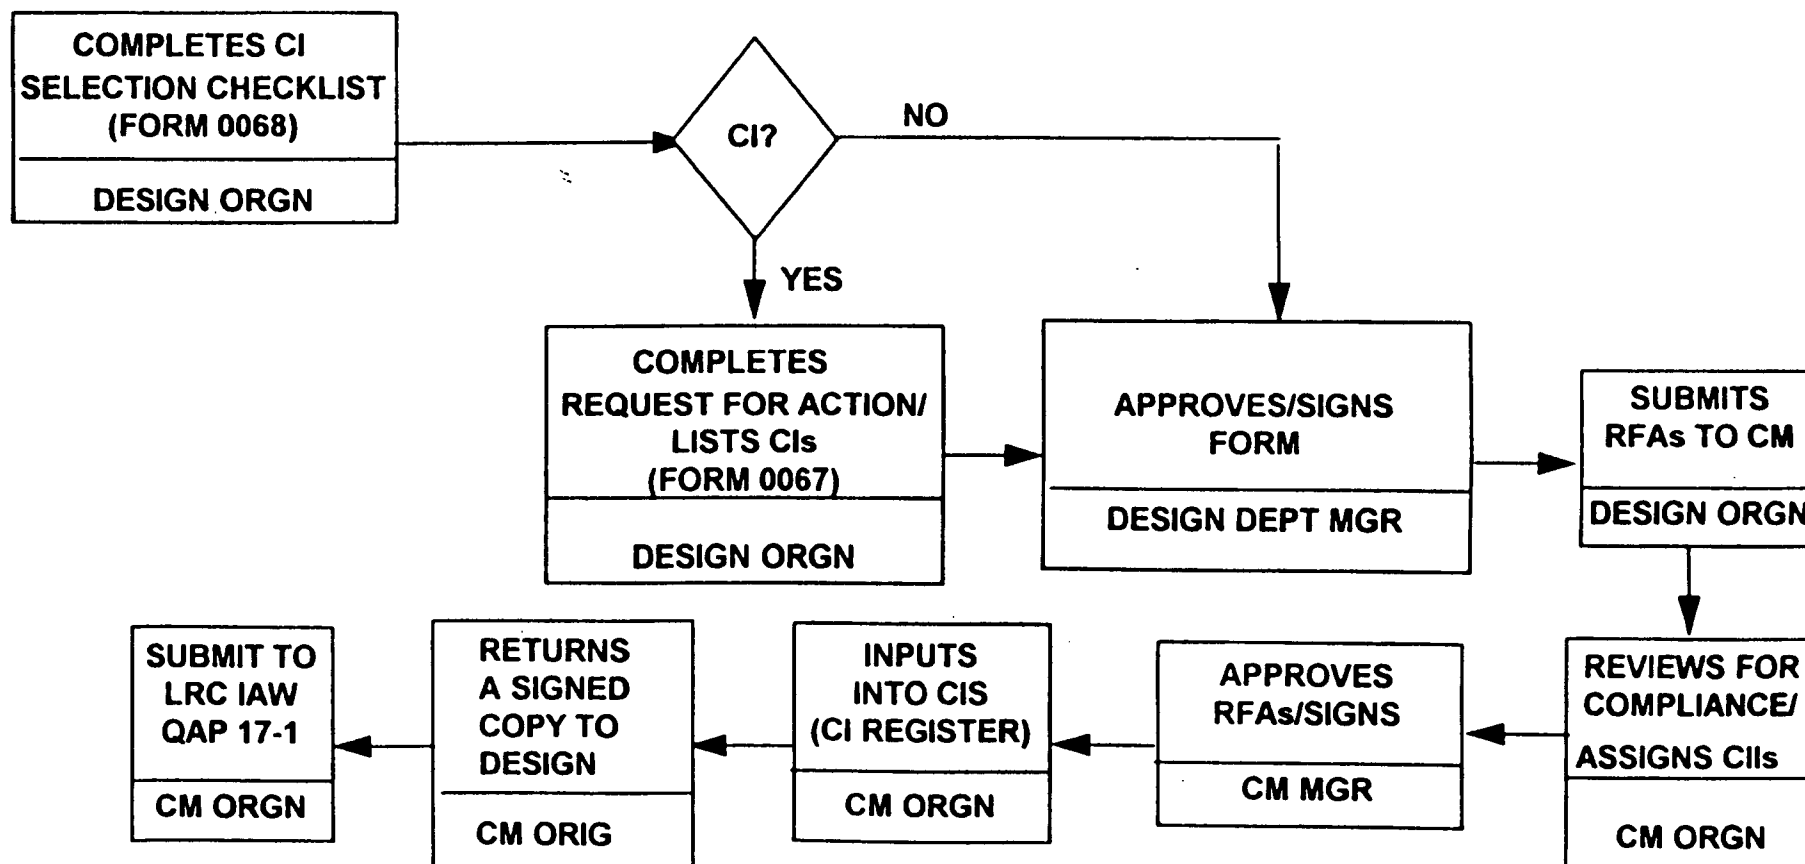 COMPLETES CI
SELECTION CHECKLIST
(FORM 0068)
DESIGN ORGN
CI?
NO
YES
COMPLETES
REQUEST FOR ACTION/
LISTS CIs
(FORM 0067)
DESIGN ORGN
APPROVES/SIGNS
FORM
DESIGN DEPT MGR
SUBMITS
RFAs TO CM
DESIGN ORGN
REVIEWS FOR
COMPLIANCE/
ASSIGNS CIIs
CM ORGN
APPROVES
RFAs/SIGNS
CM MGR
INPUTS
INTO CIS
(CI REGISTER)
CM ORGN
RETURNS
A SIGNED
COPY TO
DESIGN
CM ORIG
SUBMIT TO
LRC IAW
QAP 17-1
CM ORGN